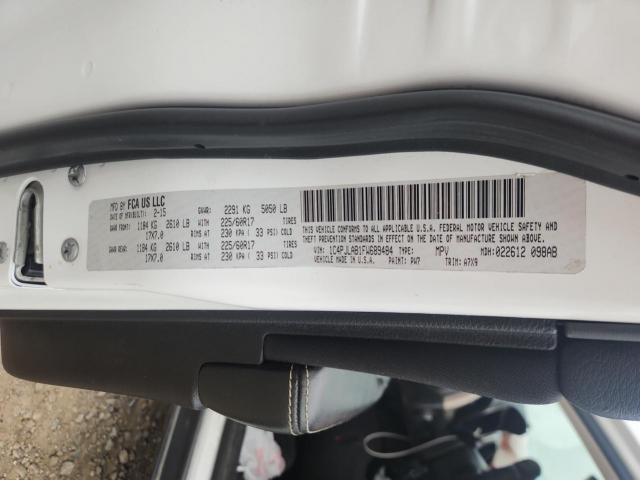 MFD BY FCA US LLC
DATE OF MFR(BUILT): 2-15 GVWR: 2291 KG 5050 LB
GAWR FRONT: 1184 KG 2610 LB WITH 225/60R17 TIRES
17X7.0 RIMS AT 230 KPA ( 33 PSI) COLD
GAWR REAR: 1184 KG 2610 LB WITH 225/60R17 TIRES
17X7.0 RIMS AT 230 KPA ( 33 PSI) COLD
THIS VEHICLE CONFORMS TO ALL APPLICABLE U.S.A. FEDERAL MOTOR VEHICLE SAFETY
AND THEFT PREVENTION STANDARDS IN EFFECT ON THE DATE OF MANUFACTURE SHOWN ABOVE
VIN: 1C4PJLAB1FW689484 TYPE: MPV MDH: 022612 098AB
VEHICLE MADE IN U.S.A. PAINT: PW7 TRIM: A7X9